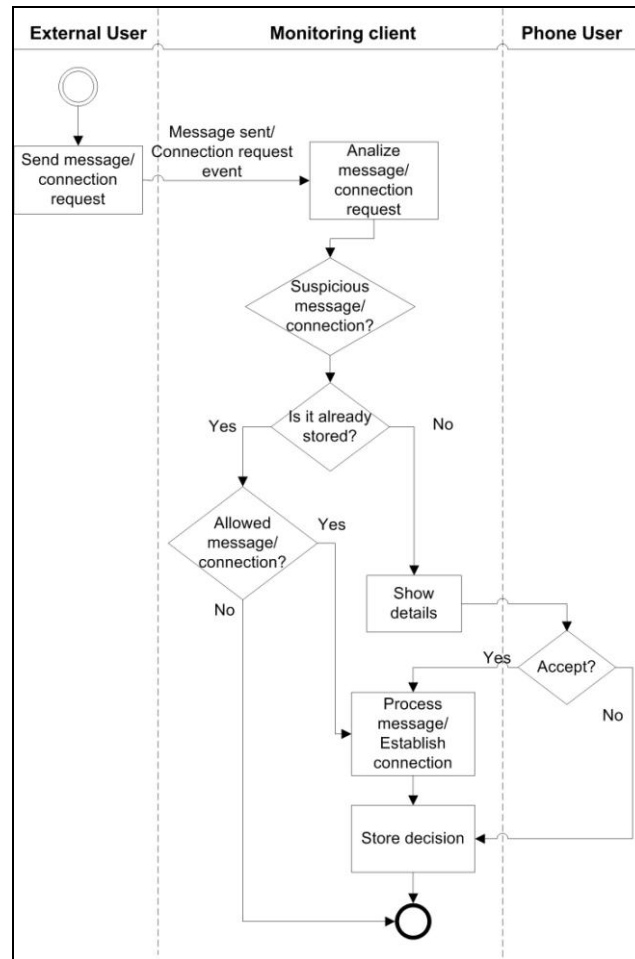 External User
Monitoring client
Phone User
Message sent/
Connection request
event
Send message/
connection
request
Analize message/
connection
request
Suspicious
message/
connection?
Is it already
stored?
Yes
No
Allowed
message/
connection?
Yes
No
Show
details
Accept?
Yes
No
Process
message/
Establish
connection
Store decision